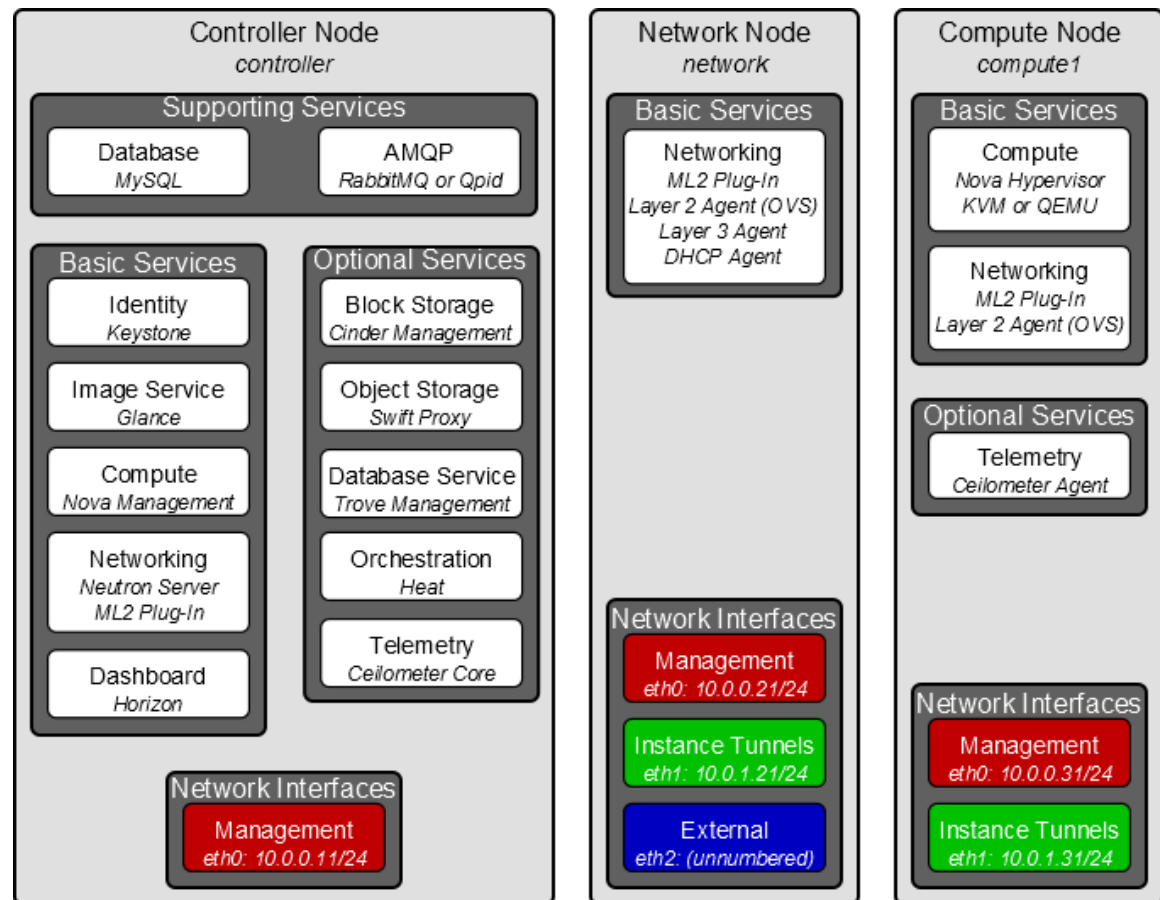 Controller Node
controller
Supporting Services
Database
MySQL
AMQP
RabbitMQ or Qpid
Basic Services
Identity
Keystone
Image Service
Glance
Compute
Nova Management
Networking
Neutron Server
ML2 Plug-In
Dashboard
Horizon
Optional Services
Block Storage
Cinder Management
Object Storage
Swift Proxy
Database Service
Trove Management
Orchestration
Heat
Telemetry
Ceilometer Core
Network Interfaces
Management
eth0: 10.0.0.11/24
Network Node
network
Basic Services
Networking
ML2 Plug-In
Layer 2 Agent (OVS)
Layer 3 Agent
DHCP Agent
Network Interfaces
Management
eth0: 10.0.0.21/24
Instance Tunnels
eth1: 10.0.1.21/24
External
eth2: (unnumbered)
Compute Node
compute1
Basic Services
Compute
Nova Hypervisor
KVM or QEMU
Networking
ML2 Plug-In
Layer 2 Agent (OVS)
Optional Services
Telemetry
Ceilometer Agent
Network Interfaces
Management
eth0: 10.0.0.31/24
Instance Tunnels
eth1: 10.0.1.31/24